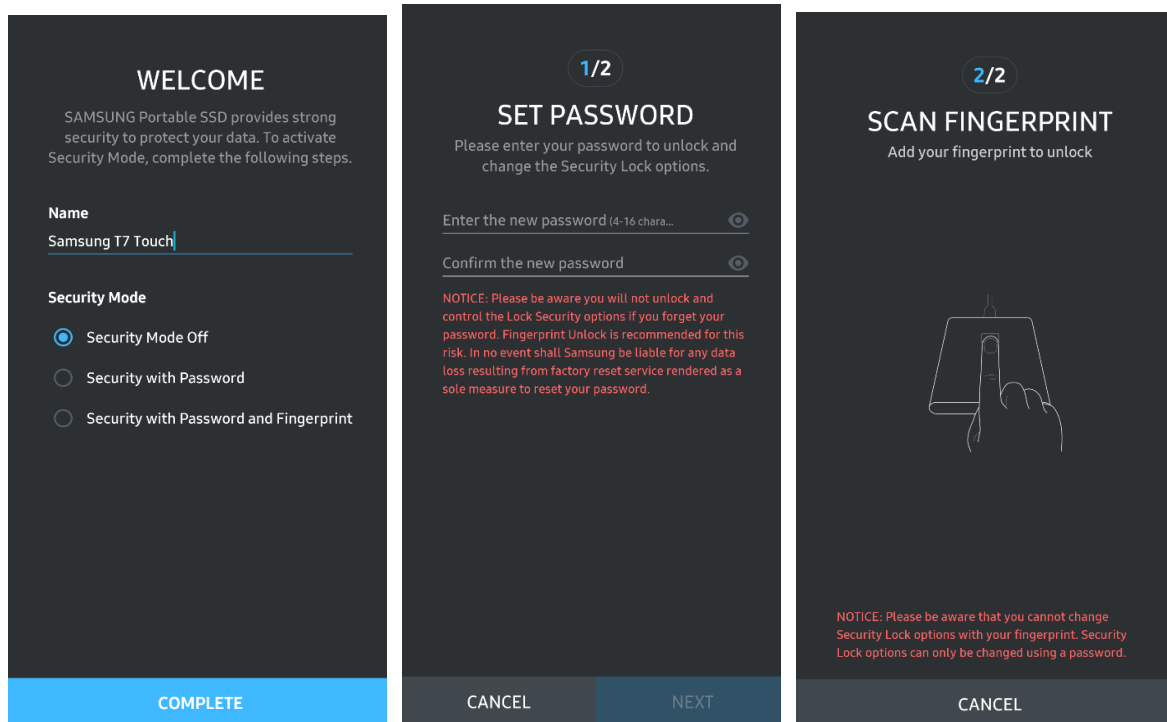 WELCOME
SAMSUNG Portable SSD provides strong
security to protect your data. To activate
Security Mode, complete the following steps.
Name
Samsung T7 Touch
Security Mode
Security Mode Off
Security with Password
Security with Password and Fingerprint
COMPLETE
1/2
SET PASSWORD
Please enter your password to unlock and
change the Security Lock options.
Enter the new password (4-16 chara...
Confirm the new password
NOTICE: Please be aware you will not unlock and
control the Lock Security options if you forget your
password. Fingerprint Unlock is recommended for this
risk. In no event shall Samsung be liable for any data
loss resulting from factory reset service rendered as a
sole measure to reset your password.
CANCEL
NEXT
2/2
SCAN FINGERPRINT
Add your fingerprint to unlock
NOTICE: Please be aware that you cannot change
Security Lock options with your fingerprint. Security
Lock options can only be changed using a password.
CANCEL